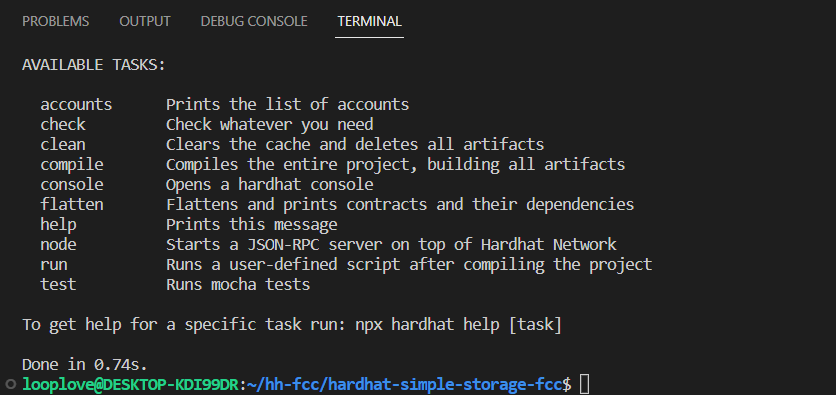 PROBLEMS OUTPUT DEBUG CONSOLE TERMINAL
AVAILABLE TASKS:
accounts Prints the list of accounts
check Check whatever you need
clean Clears the cache and deletes all artifacts
compile Compiles the entire project, building all artifacts
console Opens a hardhat console
flatten Flattens and prints contracts and their dependencies
help Prints this message
node Starts a JSON-RPC server on top of Hardhat Network
run Runs a user-defined script after compiling the project
test Runs mocha tests
To get help for a specific task run: npx hardhat help [task]
Done in 0.74s.
looplove@DESKTOP-KDI99DR:~/hh-fcc/hardhat-simple-storage-fcc$